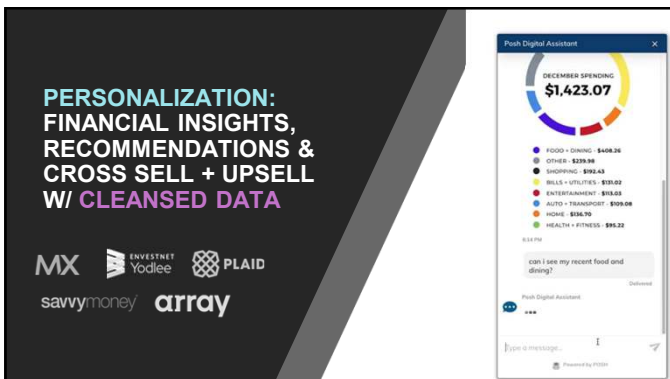 PERSONALIZATION:
FINANCIAL INSIGHTS,
RECOMMENDATIONS &
CROSS SELL + UPSELL
W/ CLEANSED DATA
MX
ENVESTNET
Yodlee
PLAID
savvymoney
array
Posh Digital Assistant
DECEMBER SPENDING
$1,423.07
FOOD + DINING - $408.26
OTHER - $239.98
SHOPPING - $192.43
BILLS + UTILITIES - $131.02
ENTERTAINMENT - $113.03
AUTO + TRANSPORT - $109.08
HOME - $136.70
HEALTH + FITNESS - $95.22
8:14 PM
can i see my recent food and
dining?
Delivered
Posh Digital Assistant
Type a message...
Powered by POSH